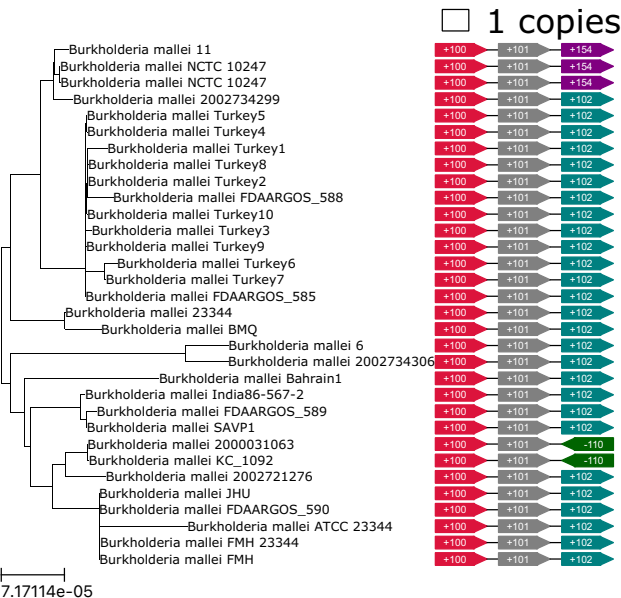 1 copies
Burkholderia mallei 11 +100 +101 +154
Burkholderia mallei NCTC 10247 +100 +101 +154
Burkholderia mallei NCTC 10247 +100 +101 +154
Burkholderia mallei 2002734299 +100 +101 +102
Burkholderia mallei Turkey5 +100 +101 +102
Burkholderia mallei Turkey4 +100 +101 +102
Burkholderia mallei Turkey1 +100 +101 +102
Burkholderia mallei Turkey8 +100 +101 +102
Burkholderia mallei Turkey2 +100 +101 +102
Burkholderia mallei FDAARGOS_588 +100 +101 +102
Burkholderia mallei Turkey10 +100 +101 +102
Burkholderia mallei Turkey3 +100 +101 +102
Burkholderia mallei Turkey9 +100 +101 +102
Burkholderia mallei Turkey6 +100 +101 +102
Burkholderia mallei Turkey7 +100 +101 +102
Burkholderia mallei FDAARGOS_585 +100 +101 +102
Burkholderia mallei 23344 +100 +101 +102
Burkholderia mallei BMQ +100 +101 +102
Burkholderia mallei 6 +100 +101 +102
Burkholderia mallei 2002734306 +100 +101 +102
Burkholderia mallei Bahrain1 +100 +101 +102
Burkholderia mallei India86-567-2 +100 +101 +102
Burkholderia mallei FDAARGOS_589 +100 +101 +102
Burkholderia mallei SAVP1 +100 +101 +102
Burkholderia mallei 2000031063 +100 +101 -110
Burkholderia mallei KC_1092 +100 +101 -110
Burkholderia mallei 2002721276 +100 +101 +102
Burkholderia mallei JHU +100 +101 +102
Burkholderia mallei FDAARGOS_590 +100 +101 +102
Burkholderia mallei ATCC 23344 +100 +101 +102
Burkholderia mallei FMH 23344 +100 +101 +102
Burkholderia mallei FMH +100 +101 +102
7.17114e-05